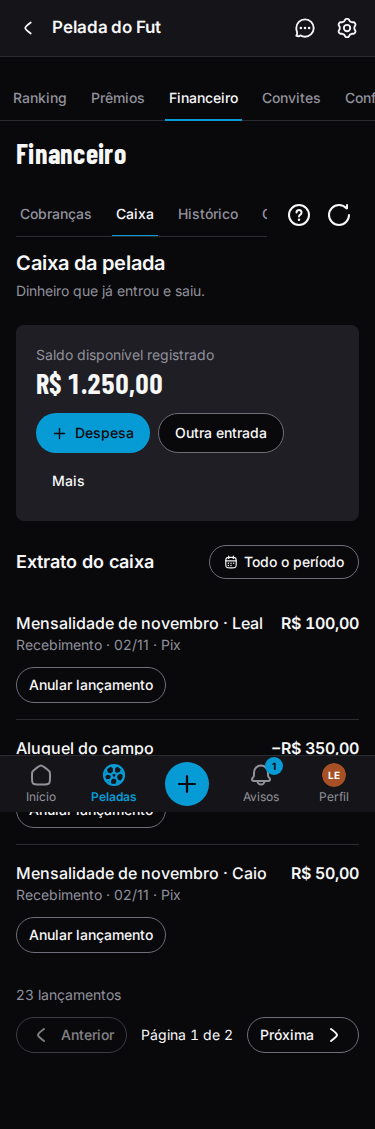 Pelada do Fut
Ranking Prêmios Financeiro Convites Conf
Financeiro
Cobranças Caixa Histórico
Caixa da pelada
Dinheiro que já entrou e saiu.
Saldo disponível registrado
R$ 1.250,00
+ Despesa Outra entrada
Mais
Extrato do caixa Todo o período
Mensalidade de novembro · Leal R$ 100,00
Recebimento · 02/11 · Pix
Anular lançamento
Aluguel do campo −R$ 350,00
Início Peladas Avisos 1 Perfil LE
Anular lançamento
Mensalidade de novembro · Caio R$ 50,00
Recebimento · 02/11 · Pix
Anular lançamento
23 lançamentos
Anterior Página 1 de 2 Próxima